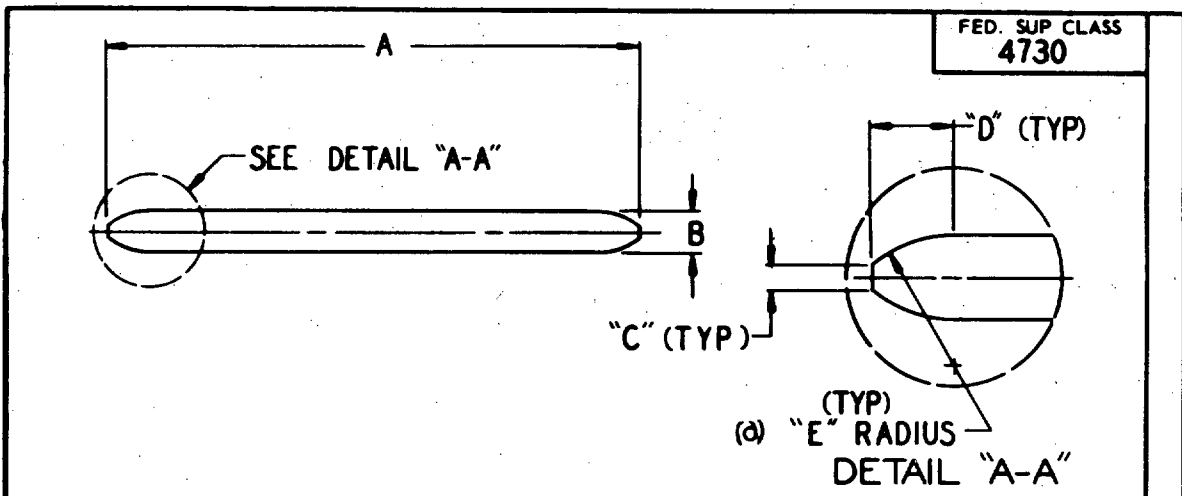 FED. SUP CLASS
4730
A
SEE DETAIL "A-A"
B
"D" (TYP)
"C" (TYP)
(TYP)
(a) "E" RADIUS
DETAIL "A-A"